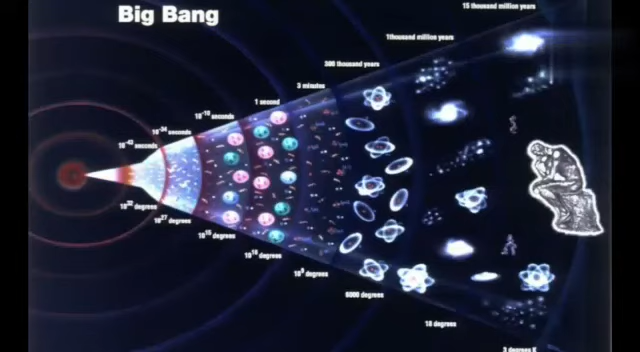 Big Bang
15 thousand million years
1 thousand million years
300 thousand years
3 minutes
1 second
10⁻¹⁰ seconds
10⁻³⁴ seconds
10⁻⁴³ seconds
10³² degrees
10²⁷ degrees
10¹⁵ degrees
10¹⁰ degrees
10⁹ degrees
6000 degrees
18 degrees
3 degrees K